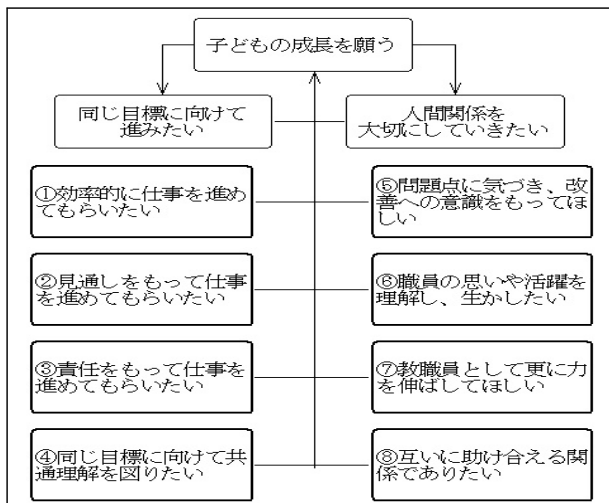 子どもの成長を願う
同じ目標に向けて
進みたい
人間関係を
大切にしていきたい
①効率的に仕事を進め
てもらいたい
⑤問題点に気づき、改
善への意識をもってほ
しい
②見通しをもって仕事
を進めてもらいたい
⑥職員の思いや活躍を
理解し、生かしたい
③責任をもって仕事を
進めてもらいたい
⑦教職員として更に力
を伸ばしてほしい
④同じ目標に向けて共
通理解を図りたい
⑧互いに助け合える関
係でありたい